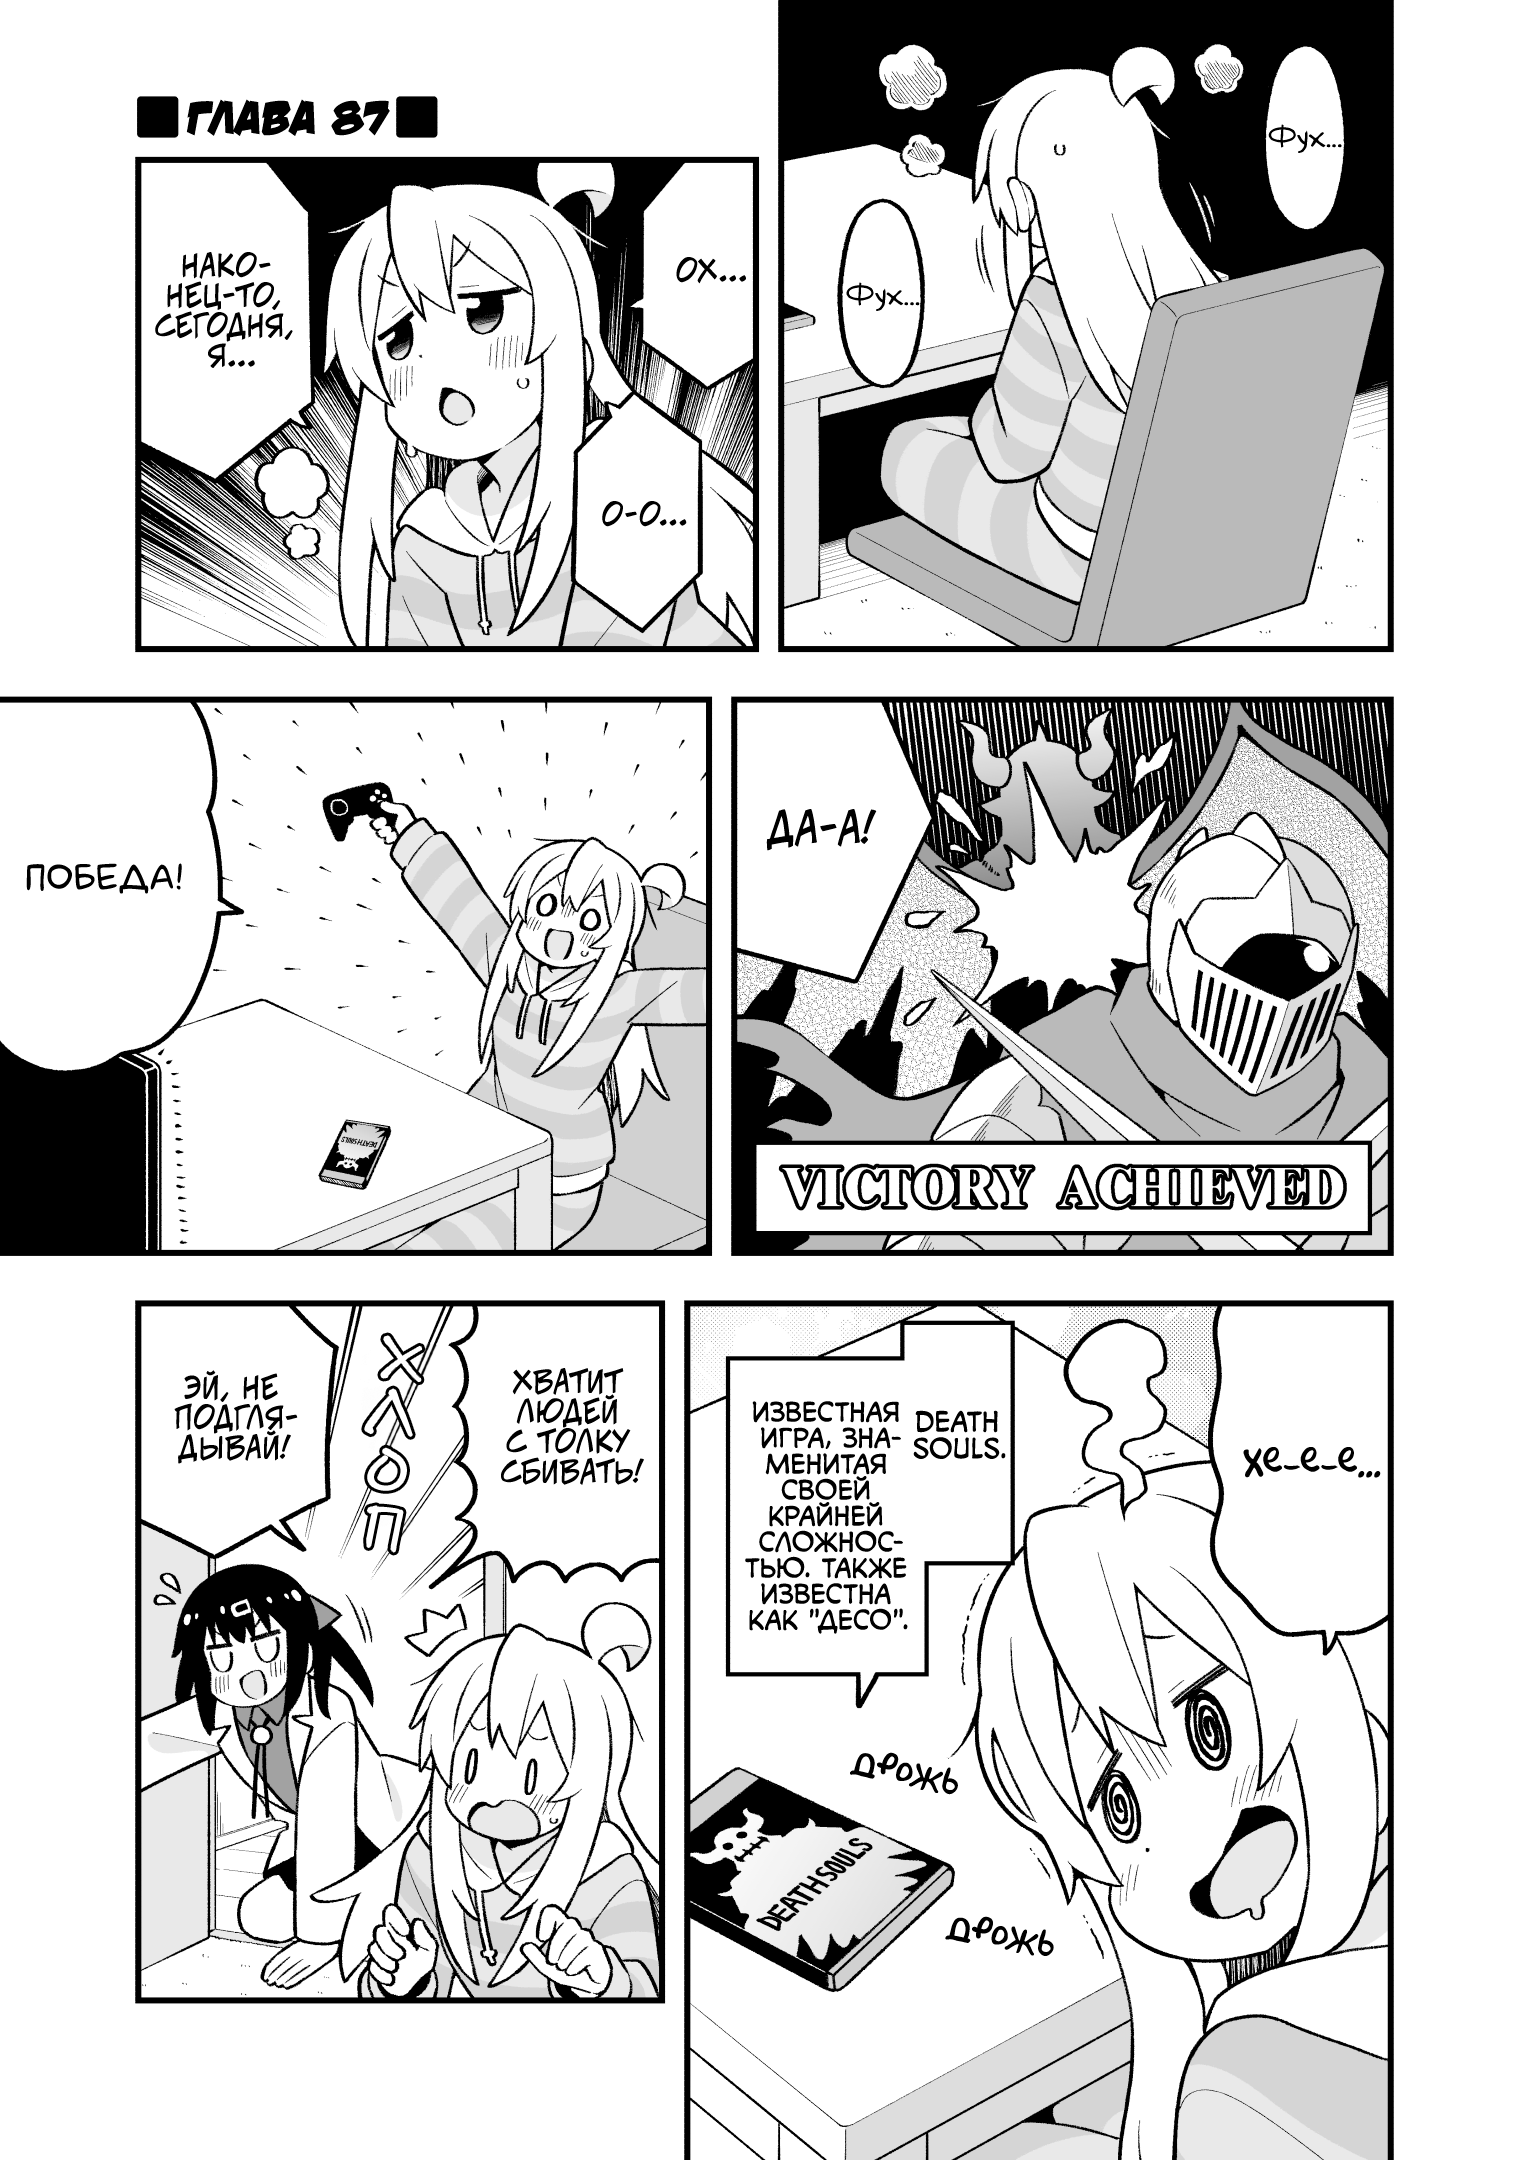 ГЛАВА 87
Фух...
Фух...
ОХ...
О-О...
НАКО-
НЕЦ-ТО,
СЕГОДНЯ,
Я...
ДА-А!
VICTORY ACHIEVED
ПОБЕДА!
DEATH SOULS
ХЕ-Е-Е...
DEATH
SOULS.
ИЗВЕСТНАЯ
ИГРА, ЗНА-
МЕНИТАЯ
СВОЕЙ
КРАЙНЕЙ
СЛОЖНОС-
ТЬЮ. ТАКЖЕ
ИЗВЕСТНА
КАК "ДЕСО".
ДРОЖЬ
DEATH SOULS
ДРОЖЬ
ХВАТИТ
ЛЮДЕЙ
С ТОЛКУ
СБИВАТЬ!
ХЛОП
ЭЙ, НЕ
ПОДГЛЯ-
ДЫВАЙ!